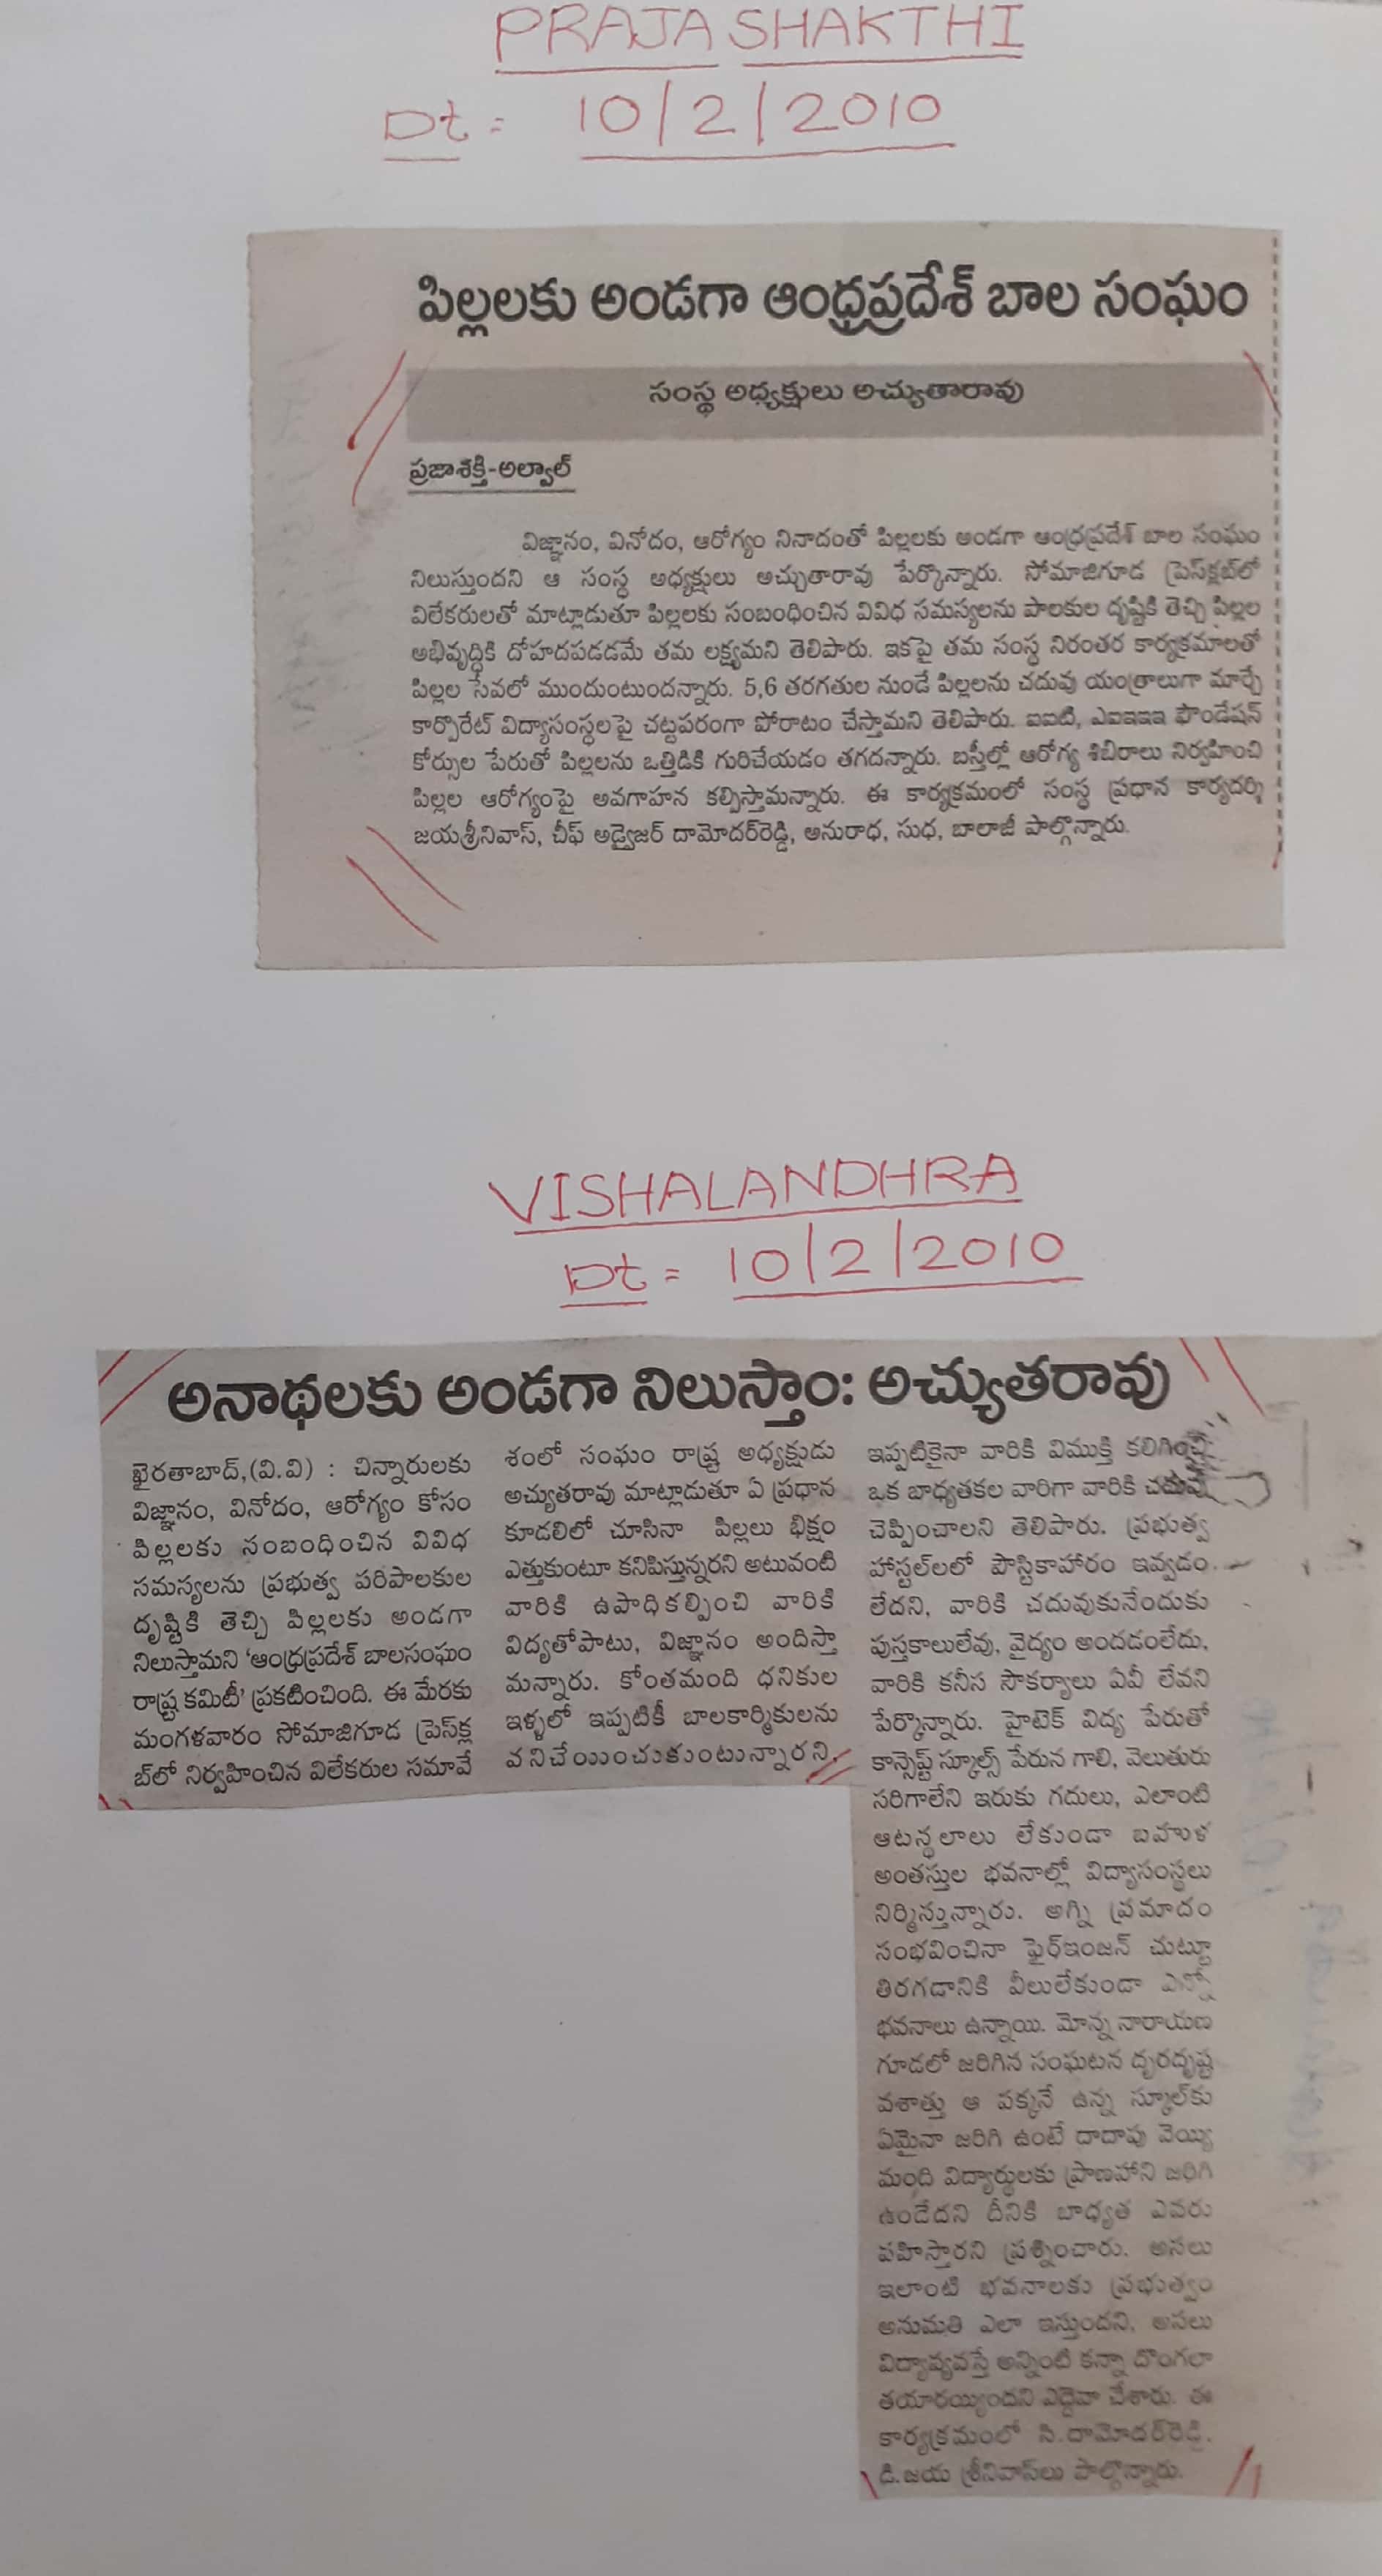 PRAJA SHAKTHI
Dt = 10/2/2010
పిల్లలకు అండగా ఆంధ్రప్రదేశ్ బాల సంఘం
సంస్థ అధ్యక్షులు అచ్యుతారావు
ప్రజాశక్తి-అల్వాల్
విజ్ఞానం, వినోదం, ఆరోగ్యం నినాదంతో పిల్లలకు అండగా ఆంధ్రప్రదేశ్ బాల సంఘం
నిలుస్తుందని ఆ సంస్థ అధ్యక్షులు అచ్చుతారావు పేర్కొన్నారు. సోమాజిగూడ ప్రెస్‌క్లబ్‌లో
విలేకరులతో మాట్లాడుతూ పిల్లలకు సంబంధించిన వివిధ సమస్యలను పాలకుల దృష్టికి తెచ్చి పిల్లల
అభివృద్ధికి దోహదపడడమే తమ లక్ష్యమని తెలిపారు. ఇకపై తమ సంస్థ నిరంతర కార్యక్రమాలతో
పిల్లల సేవలో ముందుంటుందన్నారు. 5,6 తరగతుల నుండే పిల్లలను చదువు యంత్రాలుగా మార్చే
కార్పొరేట్ విద్యాసంస్థలపై చట్టపరంగా పోరాటం చేస్తామని తెలిపారు. ఐఐటి, ఎఐఇఇఇ ఫౌండేషన్
కోర్సుల పేరుతో పిల్లలను ఒత్తిడికి గురిచేయడం తగదన్నారు. బస్తీల్లో ఆరోగ్య శిబిరాలు నిర్వహించి
పిల్లల ఆరోగ్యంపై అవగాహన కల్పిస్తామన్నారు. ఈ కార్యక్రమంలో సంస్థ ప్రధాన కార్యదర్శి
జయశ్రీనివాస్, చీఫ్ అడ్వైజర్ దామోదర్‌రెడ్డి, అనురాధ, సుధ, బాలాజీ పాల్గొన్నారు.
VISHALANDHRA
Dt = 10/2/2010
అనాథలకు అండగా నిలుస్తాం: అచ్యుతరావు
ఖైరతాబాద్,(వి.వి) : చిన్నారులకు
విజ్ఞానం, వినోదం, ఆరోగ్యం కోసం
పిల్లలకు సంబంధించిన వివిధ
సమస్యలను ప్రభుత్వ పరిపాలకుల
దృష్టికి తెచ్చి పిల్లలకు అండగా
నిలుస్తామని ‘ఆంధ్రప్రదేశ్ బాలసంఘం
రాష్ట్ర కమిటీ’ ప్రకటించింది. ఈ మేరకు
మంగళవారం సోమాజిగూడ ప్రెస్‌క్ల
బ్‌లో నిర్వహించిన విలేకరుల సమావే
శంలో సంఘం రాష్ట్ర అధ్యక్షుడు
అచ్యుతరావు మాట్లాడుతూ ఏ ప్రధాన
కూడలిలో చూసినా పిల్లలు భిక్షం
ఎత్తుకుంటూ కనిపిస్తున్నరని అటువంటి
వారికి ఉపాధికల్పించి వారికి
విద్యతోపాటు, విజ్ఞానం అందిస్తా
మన్నారు. కోంతమంది ధనికుల
ఇళ్ళలో ఇప్పటికీ బాలకార్మికులను
పనిచేయించుకుంటున్నారని,
ఇప్పటికైనా వారికి విముక్తి కలిగించి
ఒక బాధ్యతకల వారిగా వారికి చదువు
చెప్పించాలని తెలిపారు. ప్రభుత్వ
హాస్టల్‌లలో పౌస్టికాహారం ఇవ్వడం
లేదని, వారికి చదువుకునేందుకు
పుస్తకాలులేవు, వైద్యం అందడంలేదు,
వారికి కనీస సౌకర్యాలు ఏవీ లేవని
పేర్కొన్నారు. హైటెక్ విద్య పేరుతో
కాన్సెప్ట్ స్కూల్స్ పేరున గాలి, వెలుతురు
సరిగాలేని ఇరుకు గదులు, ఎలాంటి
ఆటస్థలాలు లేకుండా బహుళ
అంతస్తుల భవనాల్లో విద్యాసంస్థలు
నిర్మిస్తున్నారు. అగ్ని ప్రమాదం
సంభవించినా ఫైర్‌ఇంజన్ చుట్టూ
తిరగడానికి వీలులేకుండా ఎన్నో
భవనాలు ఉన్నాయి. మోన్న నారాయణ
గూడలో జరిగిన సంఘటన దృరదృష్ట
వశాత్తు ఆ పక్కనే ఉన్న స్కూల్‌కు
ఏమైనా జరిగి ఉంటే దాదాపు వెయ్యి
మంది విద్యార్థులకు ప్రాణహాని జరిగి
ఉండేదని దీనికి బాధ్యత ఎవరు
వహిస్తారని ప్రశ్నించారు. అసలు
ఇలాంటి భవనాలకు ప్రభుత్వం
అనుమతి ఎలా ఇస్తుందని, అసలు
విద్యావ్యవస్తే అన్నింటి కన్నా దొంగలా
తయారయ్యిందని ఎద్దేవా చేశారు. ఈ
కార్యక్రమంలో సి.దామోదర్‌రెడ్డి,
డి.జయ శ్రీనివాస్‌లు పాల్గొన్నారు.